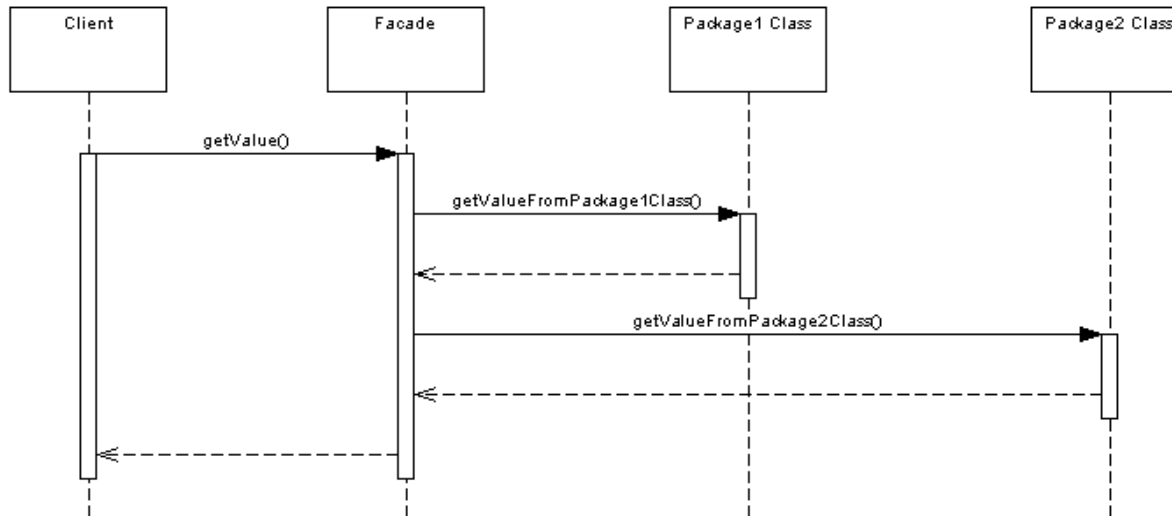 Client
Facade
Package1 Class
Package2 Class
getValue()
getValueFromPackage1Class()
getValueFromPackage2Class()